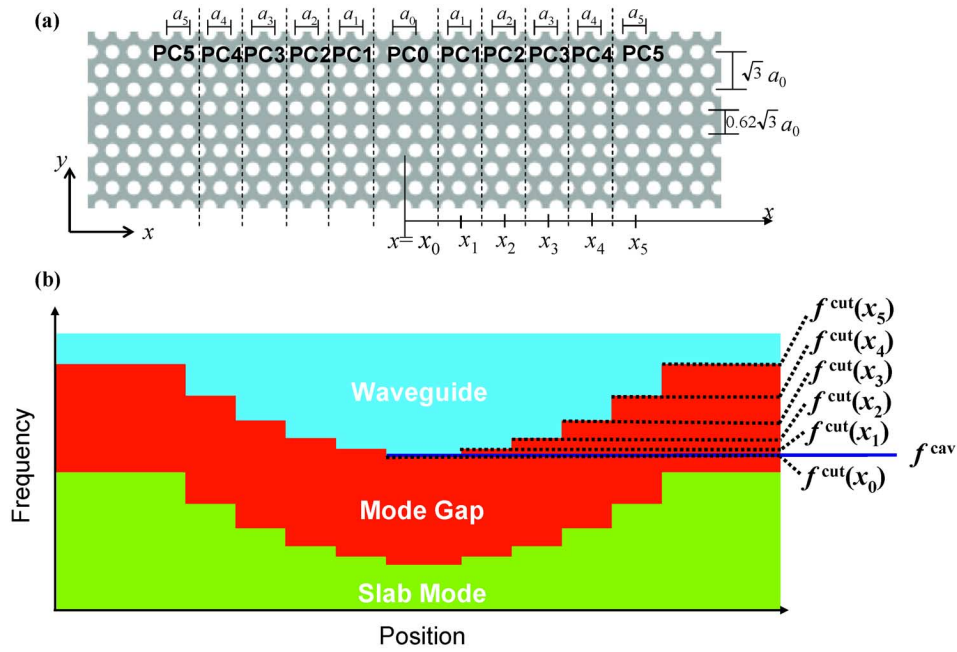 (a)
a5 a4 a3 a2 a1 a0 a1 a2 a3 a4 a5
PC5 PC4 PC3 PC2 PC1 PC0 PC1 PC2 PC3 PC4 PC5
√3 a0
0.62√3 a0
y
x
x
x= x0 x1 x2 x3 x4 x5
(b)
f cut(x5)
f cut(x4)
f cut(x3)
f cut(x2)
f cut(x1)
f cav
f cut(x0)
Waveguide
Mode Gap
Slab Mode
Frequency
Position